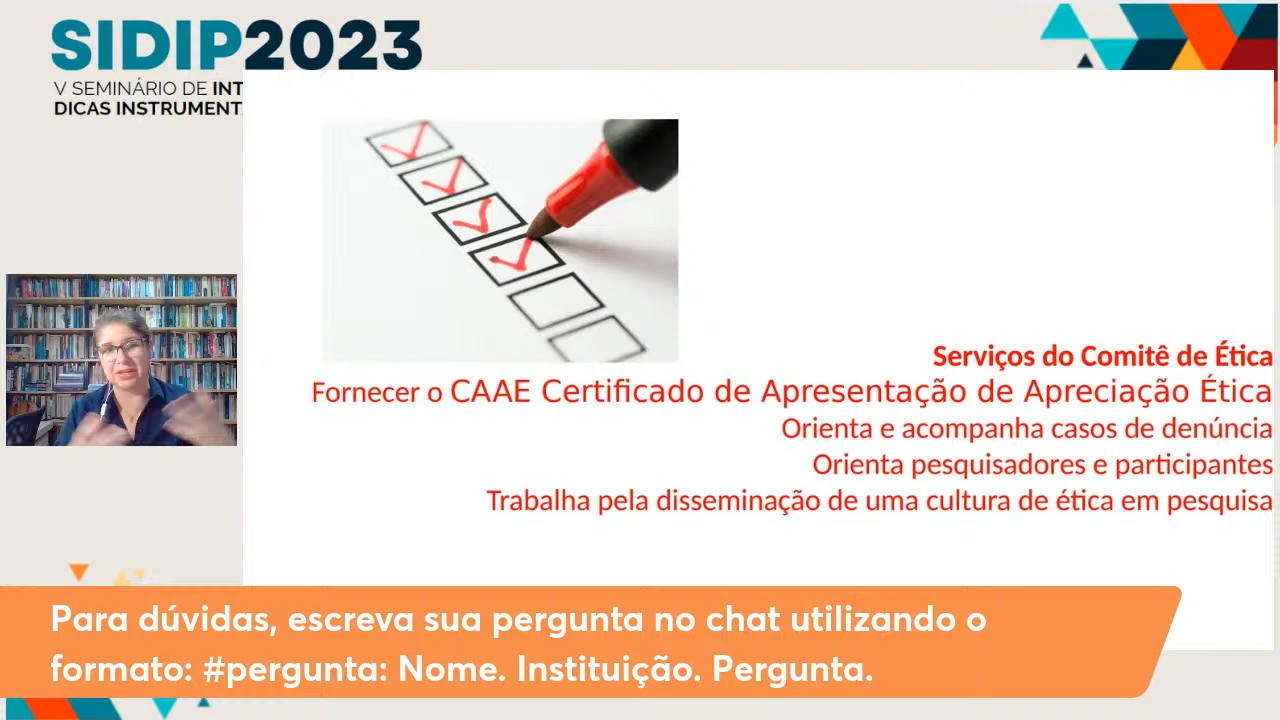 SIDIP2023
V SEMINÁRIO DE INT
DICAS INSTRUMENT
Serviços do Comitê de Ética
Fornecer o CAAE Certificado de Apresentação de Apreciação Ética
Orienta e acompanha casos de denúncia
Orienta pesquisadores e participantes
Trabalha pela disseminação de uma cultura de ética em pesquisa
Para dúvidas, escreva sua pergunta no chat utilizando o
formato: #pergunta: Nome. Instituição. Pergunta.